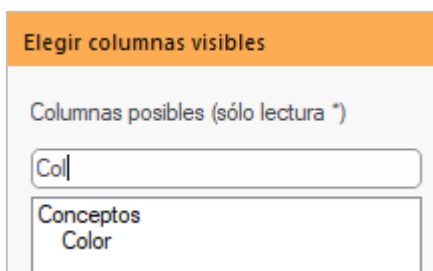 Elegir columnas visibles
Columnas posibles (sólo lectura *)
Col
Conceptos
Color